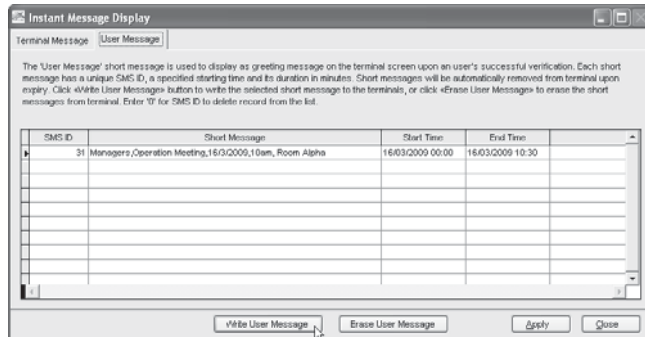 Instant Message Display
Terminal Message User Message
The 'User Message' short message is used to display as greeting message on the terminal screen upon an user's successful verification. Each short
message has a unique SMS ID, a specified starting time and its duration in minutes. Short messages will be automatically removed from terminal upon
expiry. Click «Write User Message» button to write the selected short message to the terminals, or click «Erase User Message» to erase the short
messages from terminal. Enter '0' for SMS ID to delete record from the list.
SMS ID Short Message Start Time End Time
31 Managers,Operation Meeting,16/3/2009,10am, Room Alpha 16/03/2009 00:00 16/03/2009 10:30
Write User Message Erase User Message Apply Close